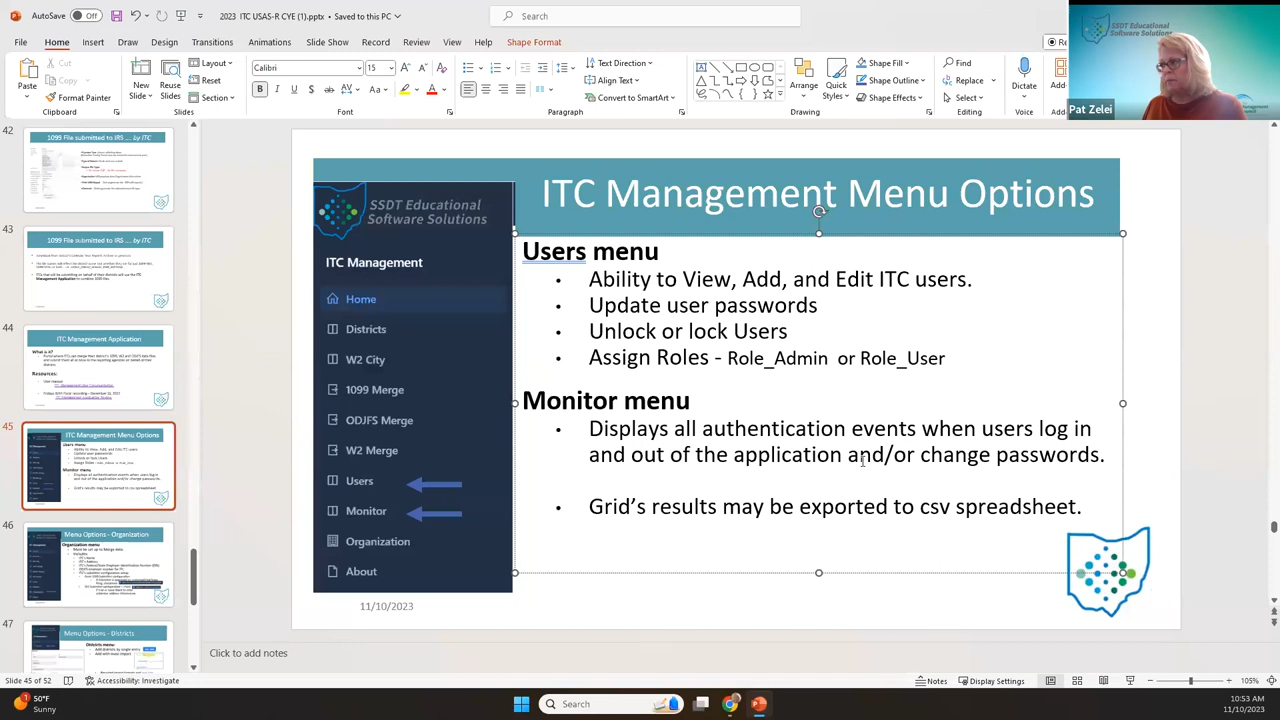 AutoSave Off
2023 ITC USAS-R CYE (1).pptx • Saved to this PC
Search
File Home Insert Draw Design Transitions Animations Slide Show Record Review View Help Shape Format
Paste
Cut
Copy
Format Painter
Clipboard
New Slide
Reuse Slides
Layout
Reset
Section
Slides
Calibri 15
Font
Text Direction
Align Text
Convert to SmartArt
Paragraph
Arrange
Quick Styles
Shape Fill
Shape Outline
Shape Effects
Drawing
Find
Replace
Select
Editing
Dictate
Voice
SSDT Educational
Software Solutions
Pat Zelei
42
1099 File submitted to IRS .... by ITC
43
1099 File submitted to IRS ... by ITC
44
ITC Management Application
What is it?
Resources:
45
ITC Management Menu Options
46
Menu Options - Organization
47
Menu Options - Districts
SSDT Educational
Software Solutions
ITC Management
Home
Districts
W2 City
1099 Merge
ODJFS Merge
W2 Merge
Users
Monitor
Organization
About
11/10/2023
ITC Management Menu Options
Users menu
• Ability to View, Add, and Edit ITC users.
• Update user passwords
• Unlock or lock Users
• Assign Roles - Role_Admin or Role_User
Monitor menu
• Displays all authentication events when users log in
and out of the application and/or change passwords.
• Grid's results may be exported to csv spreadsheet.
Click to add notes
Slide 45 of 52
Accessibility: Investigate
Notes
Display Settings
105%
50°F
Sunny
Search
10:53 AM
11/10/2023